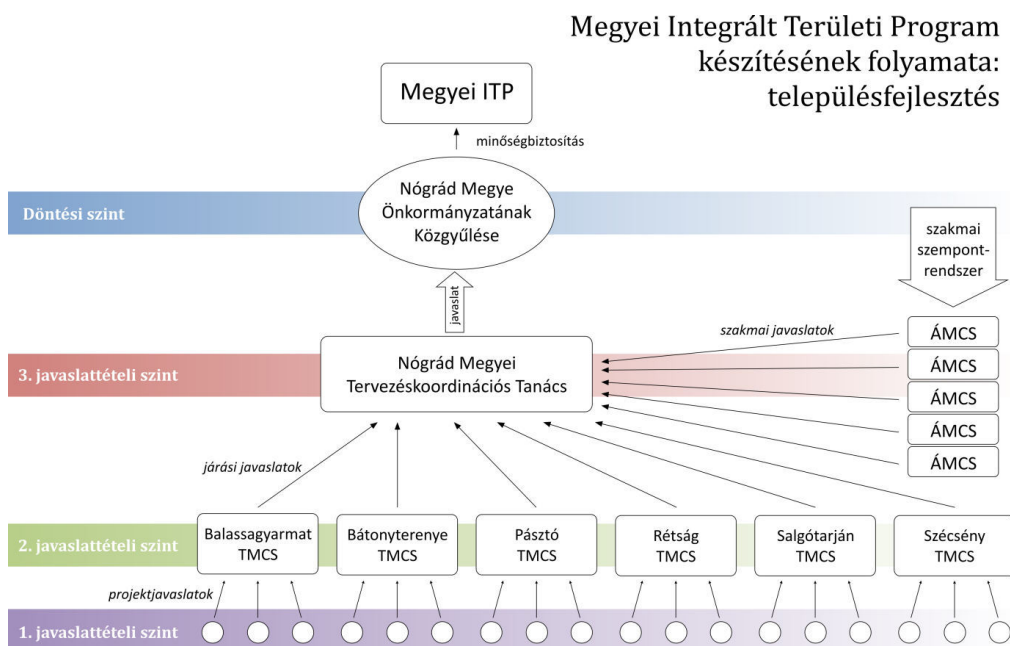 Megyei Integrált Területi Program
készítésének folyamata:
településfejlesztés
Megyei ITP
minőségbiztosítás
Döntési szint
Nógrád Megye
Önkormányzatának
Közgyűlése
szakmai
szempont-
rendszer
javaslat
szakmai javaslatok
ÁMCS
ÁMCS
ÁMCS
ÁMCS
ÁMCS
3. javaslattételi szint
Nógrád Megyei
Tervezéskoordinációs Tanács
járási javaslatok
2. javaslattételi szint
Balassagyarmat
TMCS
Bátonyterenye
TMCS
Pásztó
TMCS
Rétság
TMCS
Salgótarján
TMCS
Szécsény
TMCS
projektjavaslatok
1. javaslattételi szint